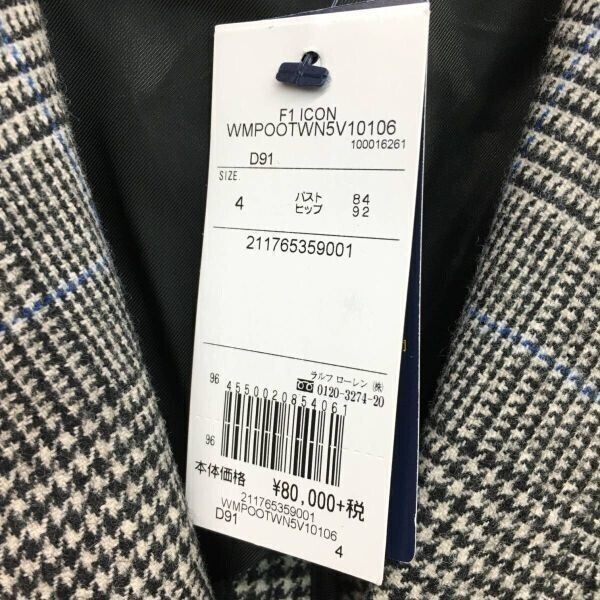 F1 ICON
WMPOOTWN5V10106
100016261
D91
SIZE
4 バスト 84
ヒップ 92
211765359001
ラルフ ローレン ㈱
0120-3274-20
96
4550020854061
96
本体価格 ¥80,000+税
211765359001
WMPOOTWN5V10106
D91 4